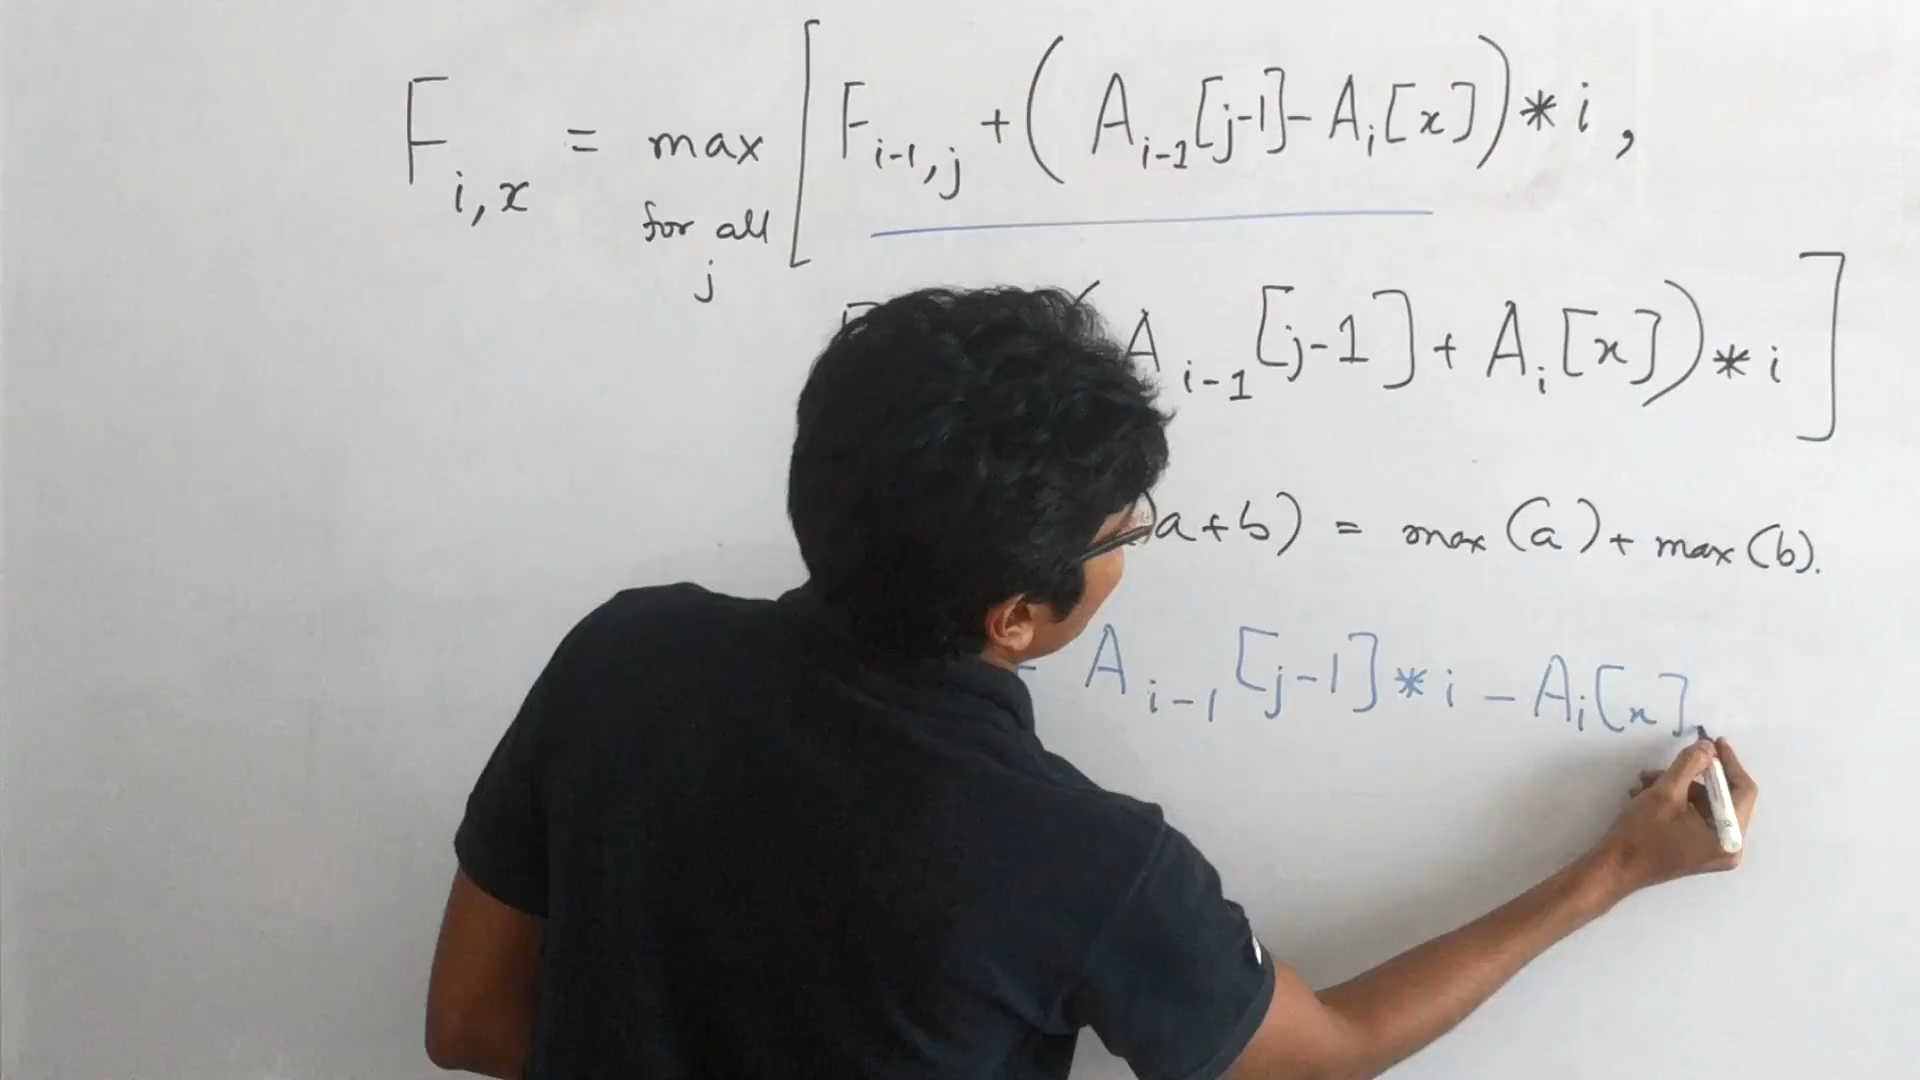 F_{i,x} = max for all j [ F_{i-1,j} + ( A_{i-1}[j-1] - A_i[x] ) * i ,
A_{i-1}[j-1] + A_i[x] ) * i ]
(a+b) = max(a) + max(b).
A_{i-1}[j-1] * i - A_i[x]